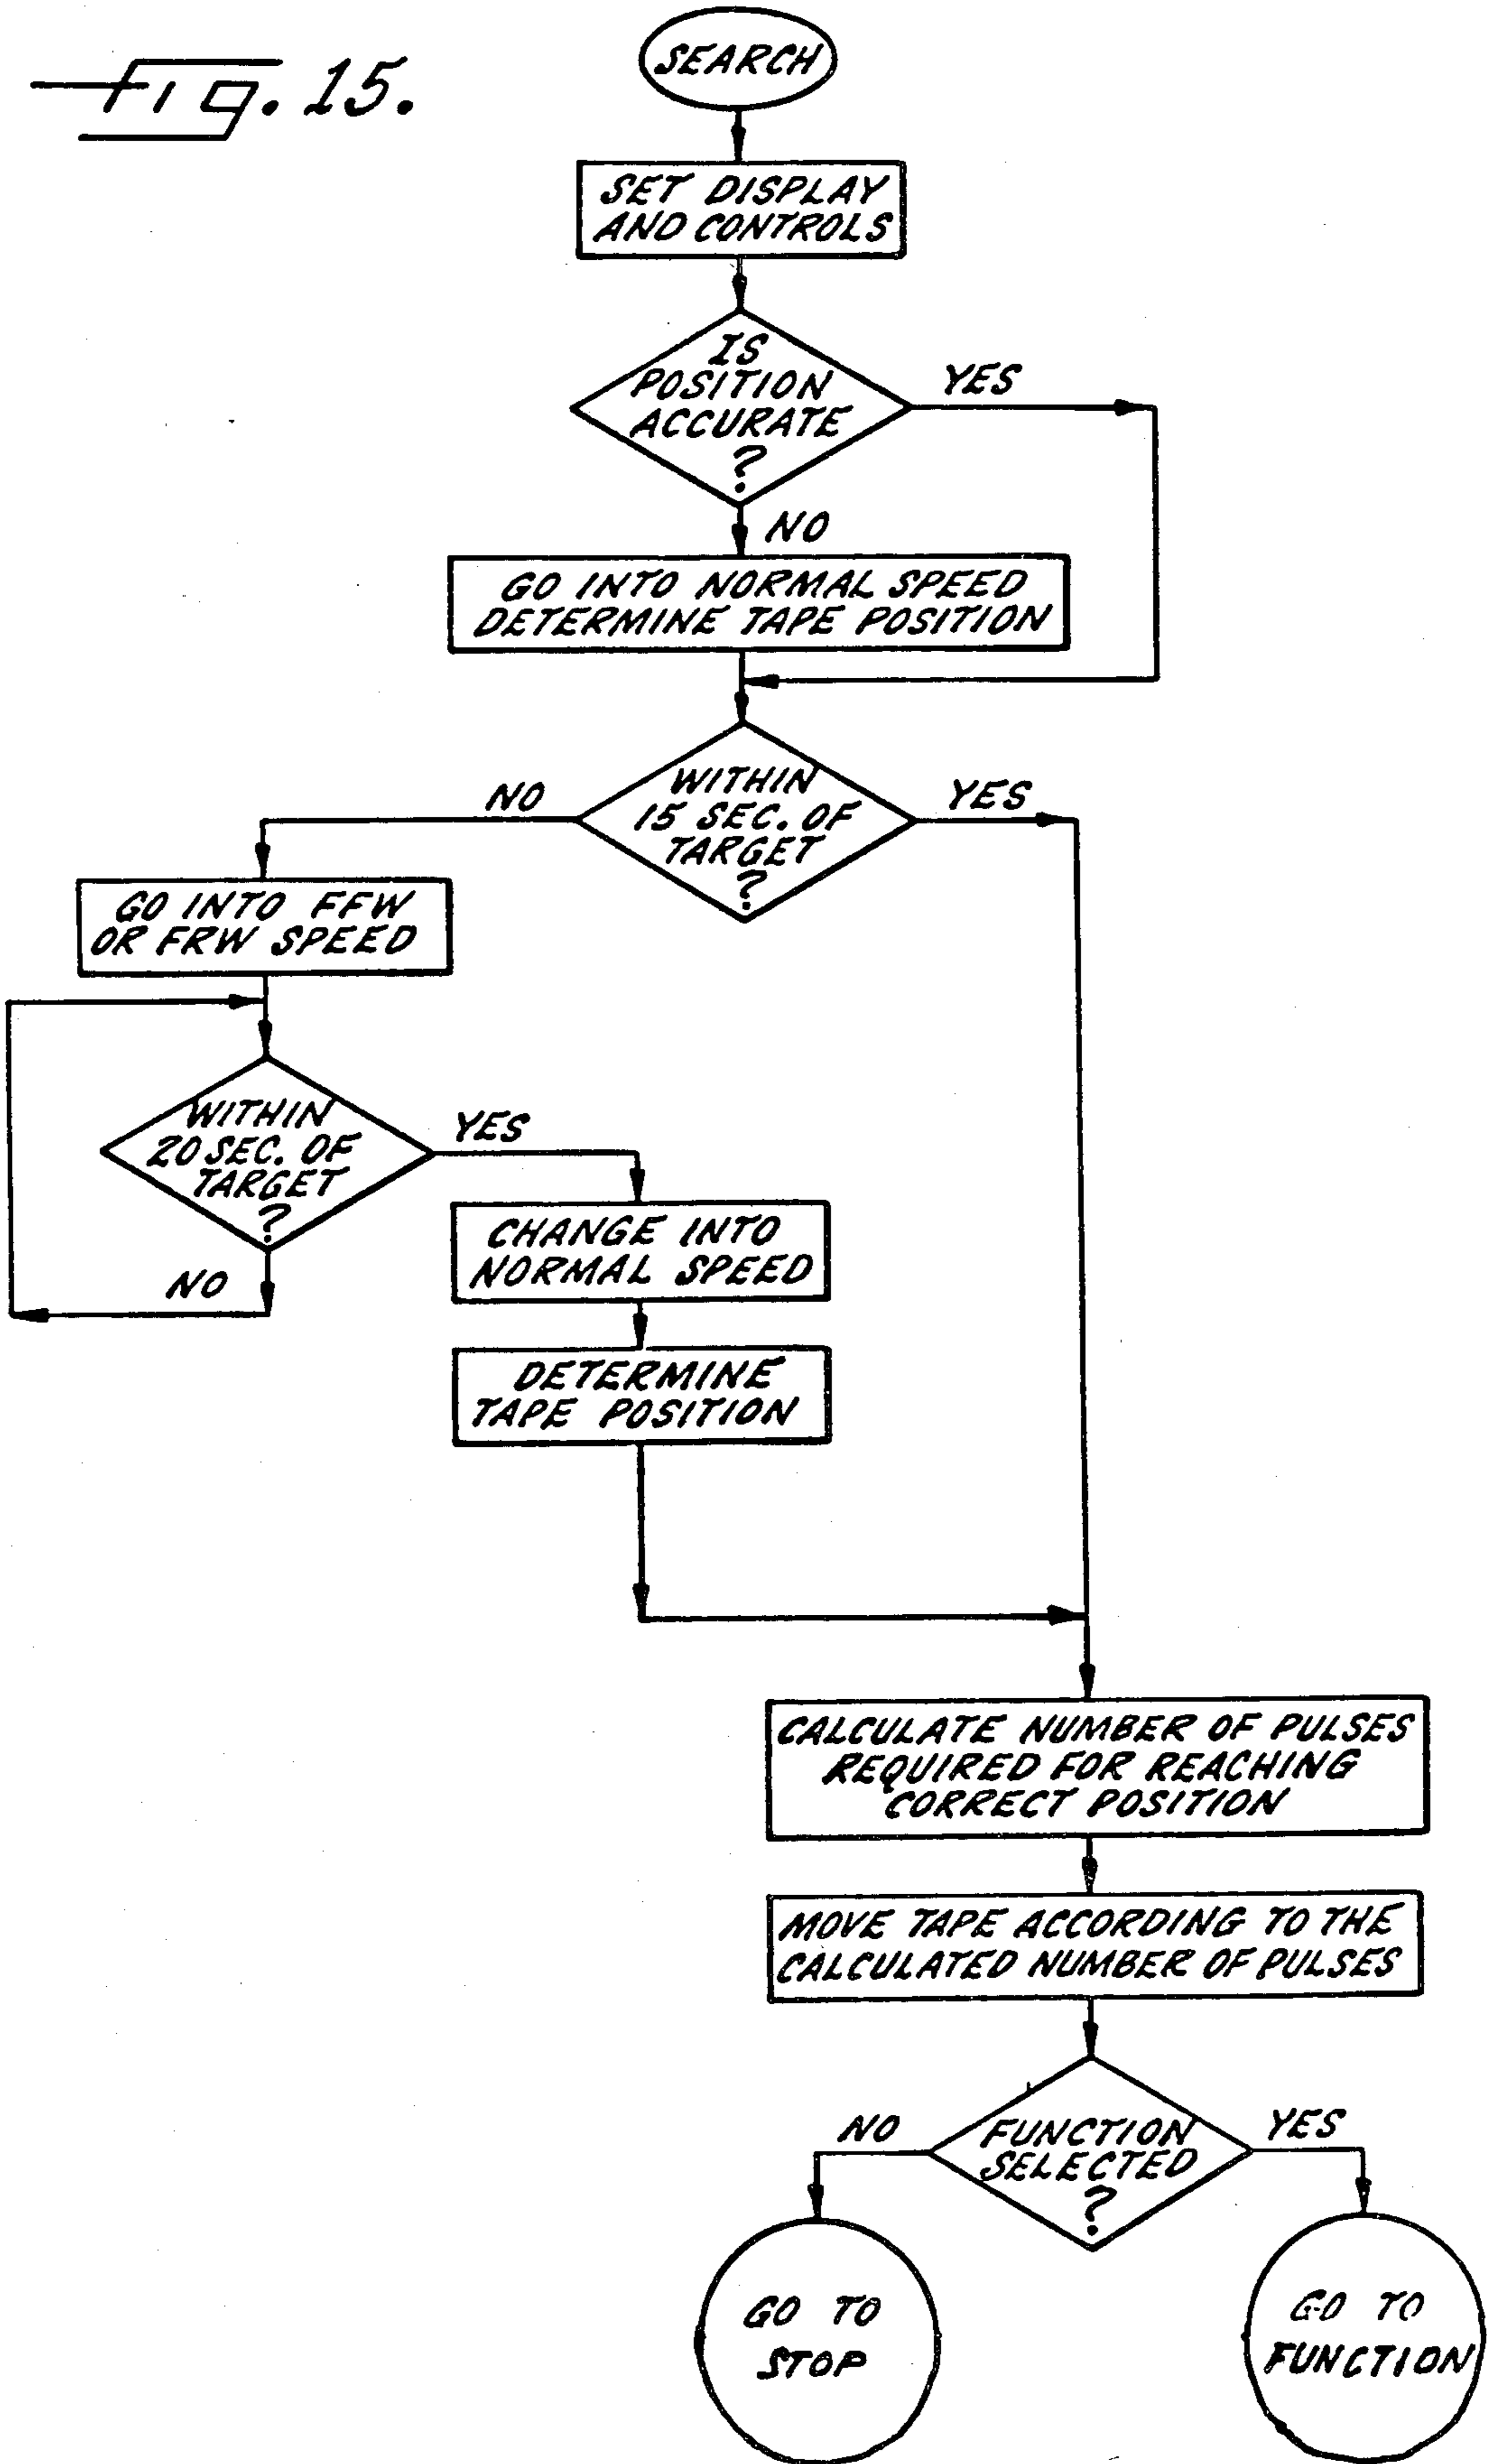 Fig. 15.
SEARCH
SET DISPLAY
AND CONTROLS
IS
POSITION
ACCURATE
?
YES
NO
GO INTO NORMAL SPEED
DETERMINE TAPE POSITION
WITHIN
15 SEC. OF
TARGET
?
NO
YES
GO INTO FFW
OR FRW SPEED
WITHIN
20 SEC. OF
TARGET
?
YES
NO
CHANGE INTO
NORMAL SPEED
DETERMINE
TAPE POSITION
CALCULATE NUMBER OF PULSES
REQUIRED FOR REACHING
CORRECT POSITION
MOVE TAPE ACCORDING TO THE
CALCULATED NUMBER OF PULSES
FUNCTION
SELECTED
?
NO
YES
GO TO
STOP
GO TO
FUNCTION